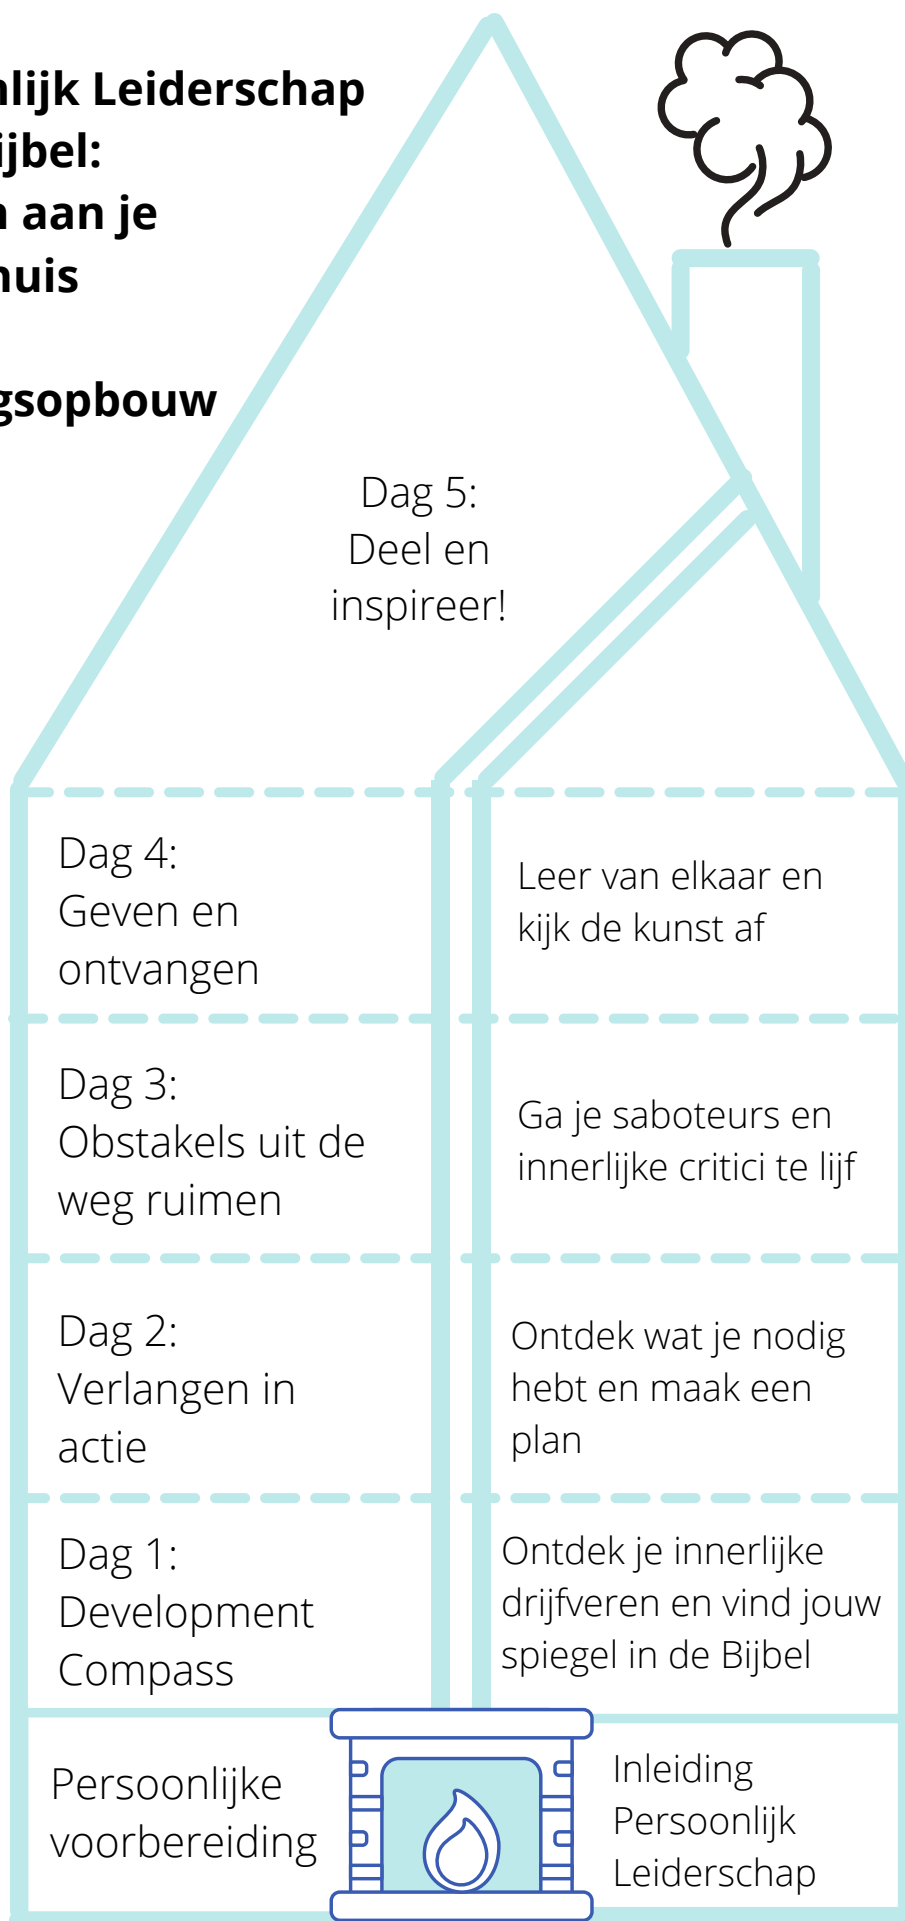 nlijk Leiderschap
ijbel:
n aan je
huis
gsopbouw
Dag 5:
Deel en
inspireer!
Dag 4:
Geven en
ontvangen
Leer van elkaar en
kijk de kunst af
Dag 3:
Obstakels uit de
weg ruimen
Ga je saboteurs en
innerlijke critici te lijf
Dag 2:
Verlangen in
actie
Ontdek wat je nodig
hebt en maak een
plan
Dag 1:
Development
Compass
Ontdek je innerlijke
drijfveren en vind jouw
spiegel in de Bijbel
Persoonlijke
voorbereiding
Inleiding
Persoonlijk
Leiderschap